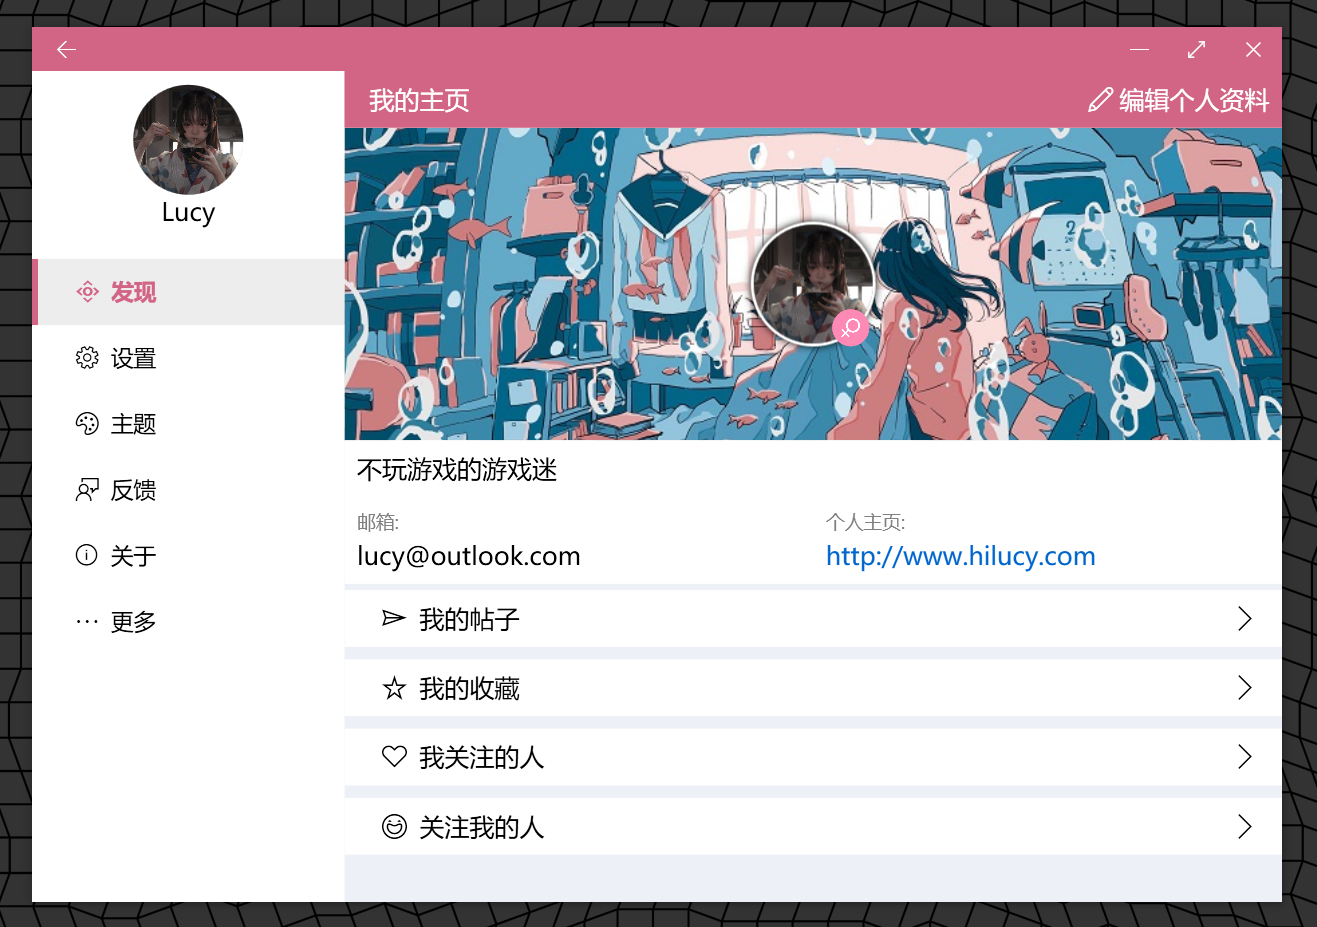 我的主页
编辑个人资料
Lucy
发现
设置
主题
反馈
关于
更多
2
不玩游戏的游戏迷
邮箱:
个人主页:
lucy@outlook.com
http://www.hilucy.com
我的帖子
我的收藏
我关注的人
关注我的人